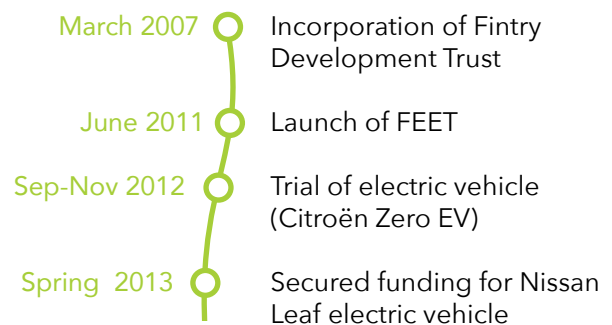 March 2007
Incorporation of Fintry
Development Trust
June 2011
Launch of FEET
Sep-Nov 2012
Trial of electric vehicle
(Citroën Zero EV)
Spring 2013
Secured funding for Nissan
Leaf electric vehicle